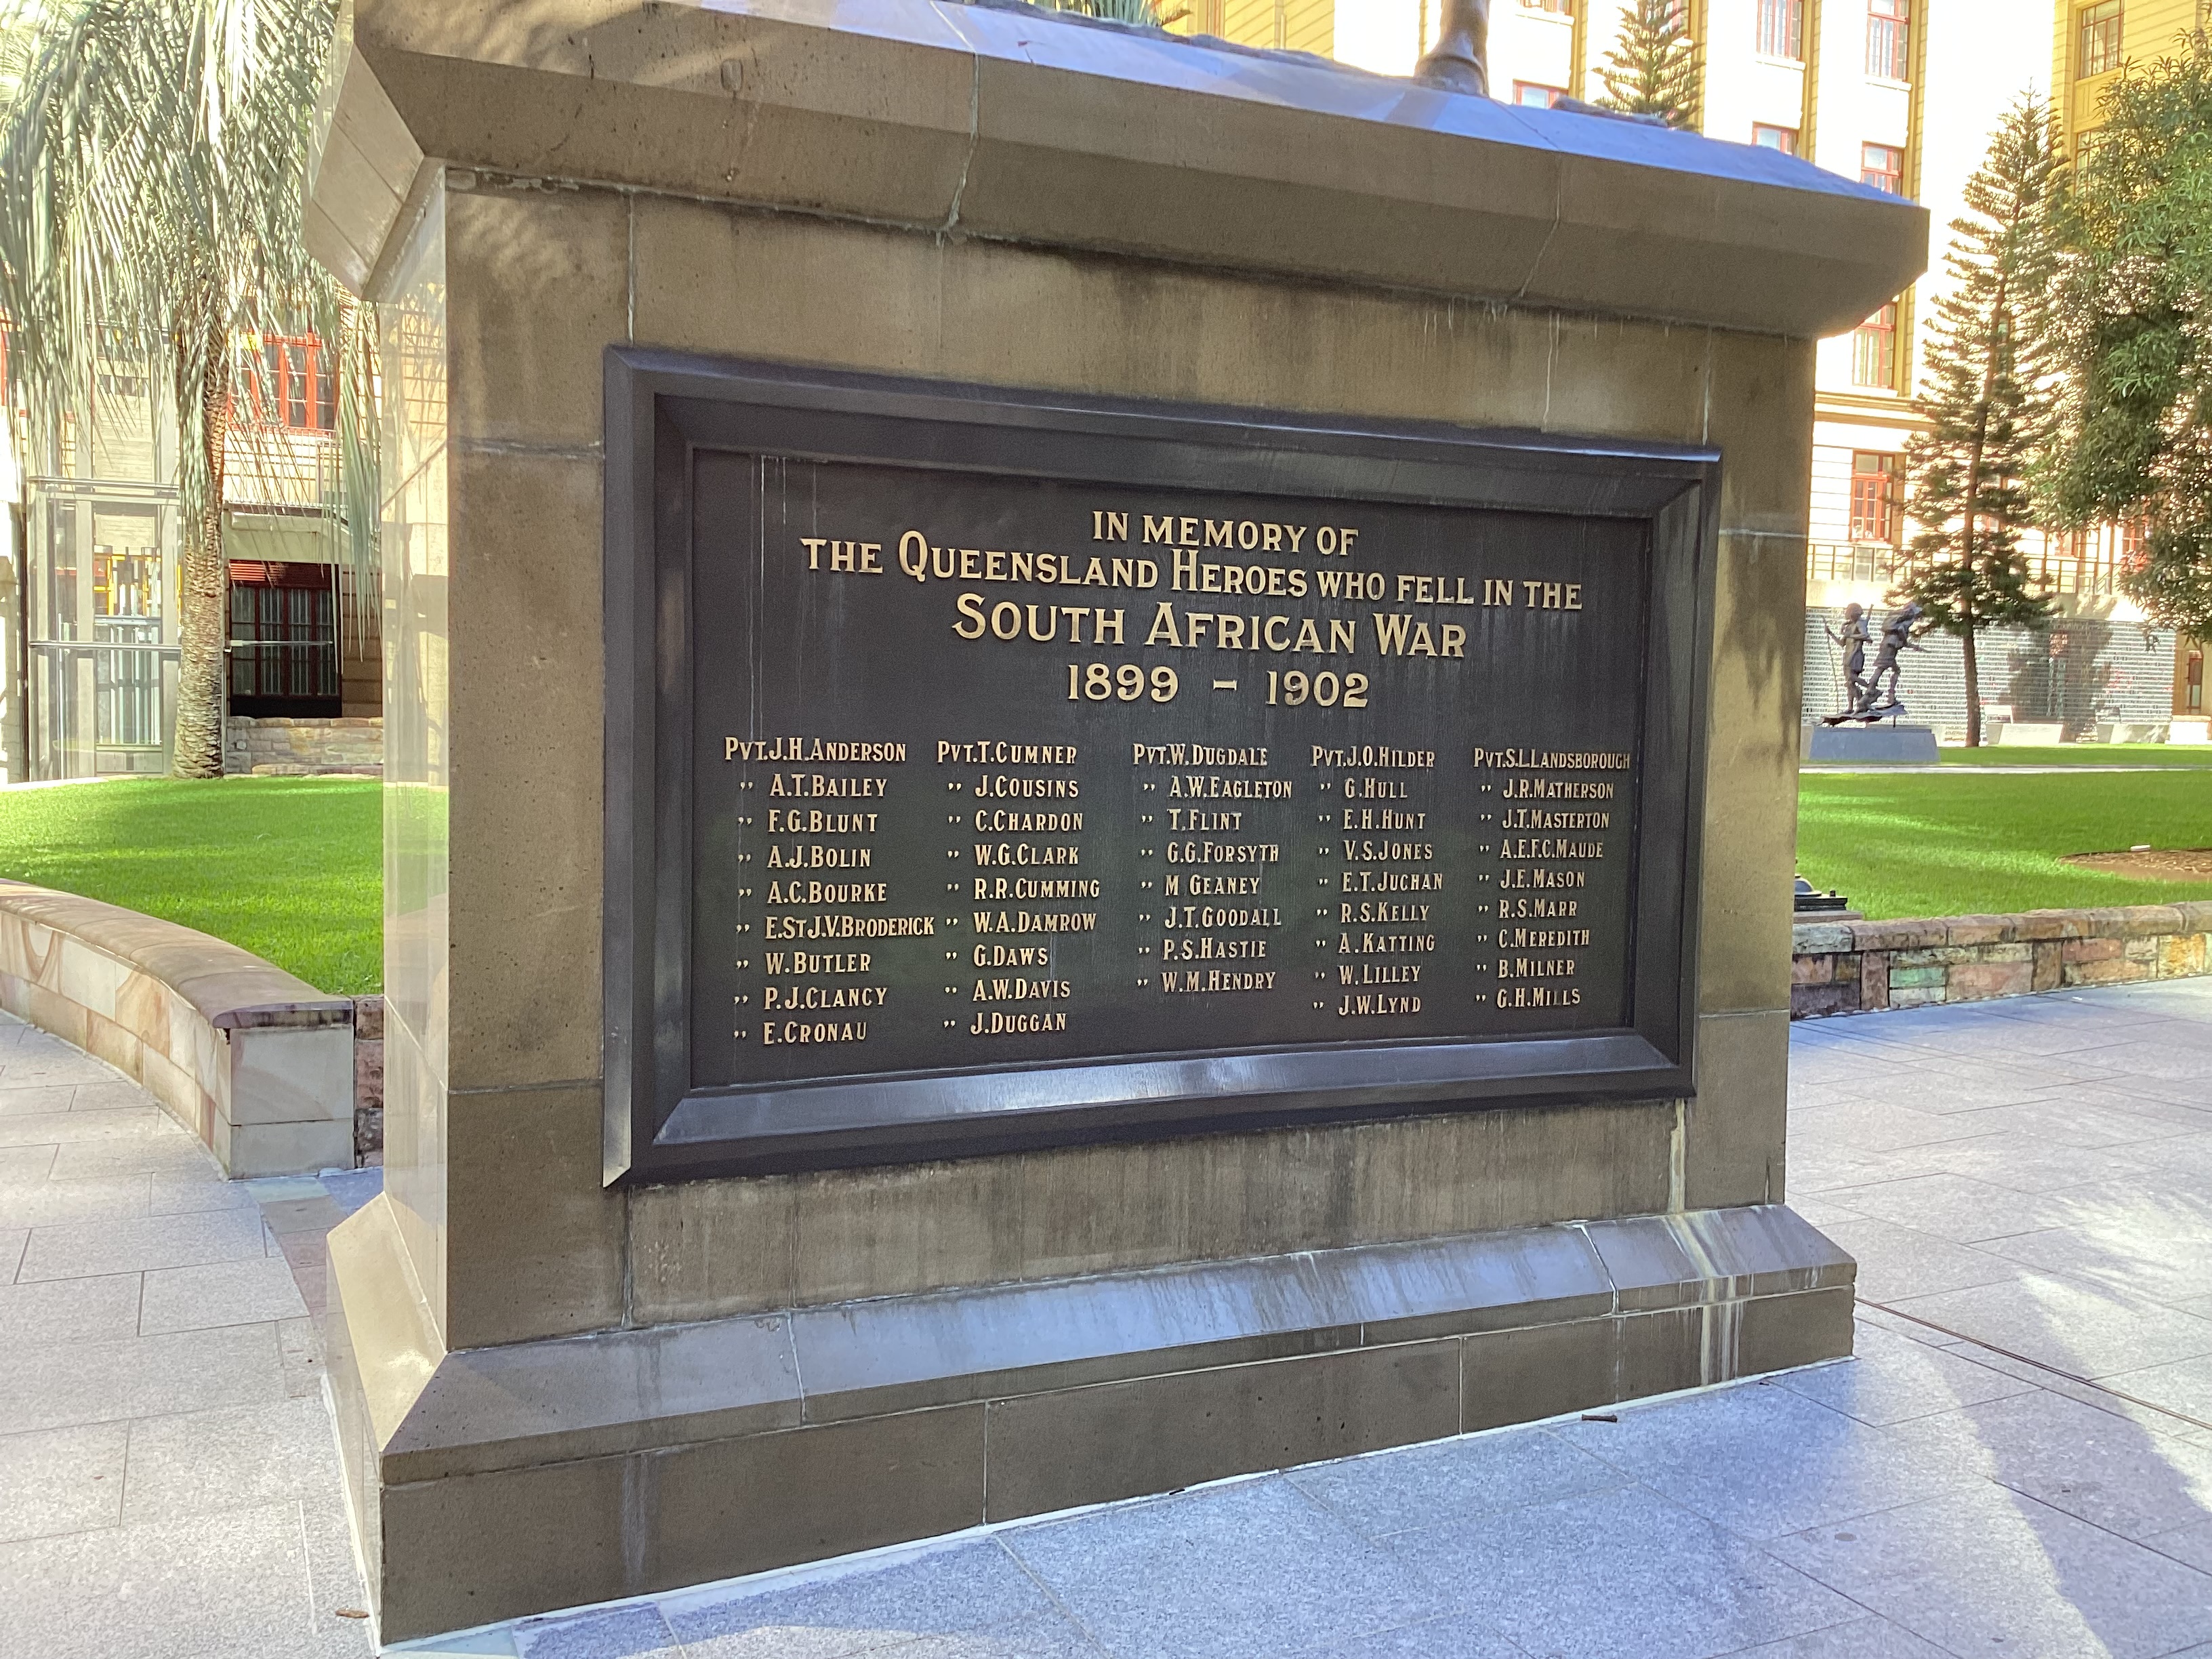 IN MEMORY OF
THE QUEENSLAND HEROES WHO FELL IN THE
SOUTH AFRICAN WAR
1899 - 1902
PVT. J.H. ANDERSON
" A.T. BAILEY
" F.G. BLUNT
" A.J. BOLIN
" A.C. BOURKE
" E. ST J.V. BRODERICK
" W. BUTLER
" P.J. CLANCY
" E. CRONAU
PVT. T. CUMNER
" J. COUSINS
" C. CHARDON
" W.G. CLARK
" R.R. CUMMING
" W.A. DAMROW
" G. DAWS
" A.W. DAVIS
" J. DUGGAN
PVT. W. DUGDALE
" A.W. EAGLETON
" T. FLINT
" G.G. FORSYTH
" M GEANEY
" J.T. GOODALL
" P.S. HASTIE
" W.M. HENDRY
PVT. J.O. HILDER
" G. HULL
" E.H. HUNT
" V.S. JONES
" E.T. JUCHAN
" R.S. KELLY
" A. KATTING
" W. LILLEY
" J.W. LYND
PVT. S.L. LANDSBOROUGH
" J.R. MATHERSON
" J.T. MASTERTON
" A.E.F.C. MAUDE
" J.E. MASON
" R.S. MARR
" C. MEREDITH
" B. MILNER
" G.H. MILLS